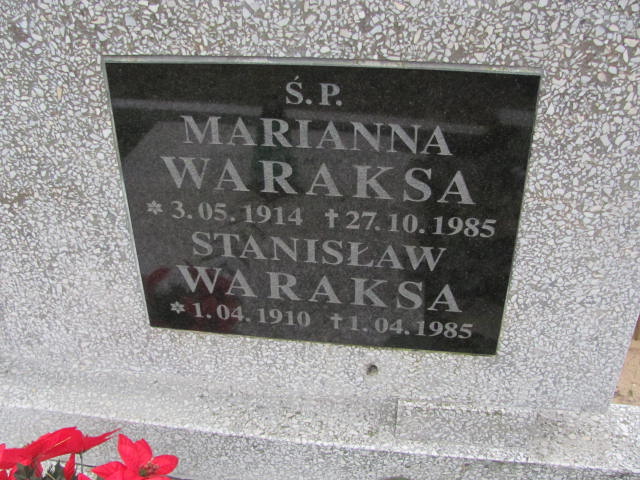 Ś.P.
MARIANNA
WARAKSA
✲ 3.05.1914 † 27.10.1985
STANISŁAW
WARAKSA
✲ 1.04.1910 † 1.04.1985